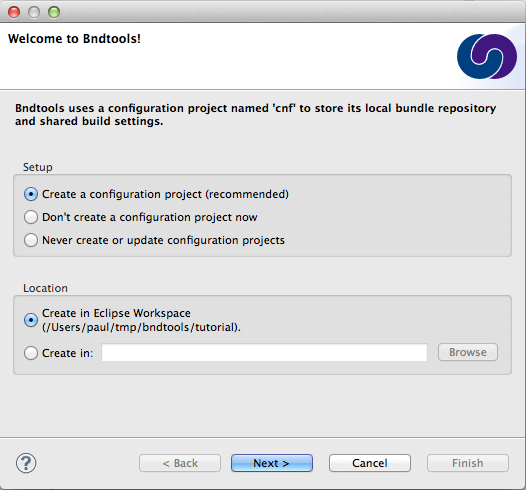 Welcome to Bndtools!
Bndtools uses a configuration project named 'cnf' to store its local bundle repository
and shared build settings.
Setup
Create a configuration project (recommended)
Don't create a configuration project now
Never create or update configuration projects
Location
Create in Eclipse Workspace
(/Users/paul/tmp/bndtools/tutorial).
Create in:
Browse
?
< Back
Next >
Cancel
Finish